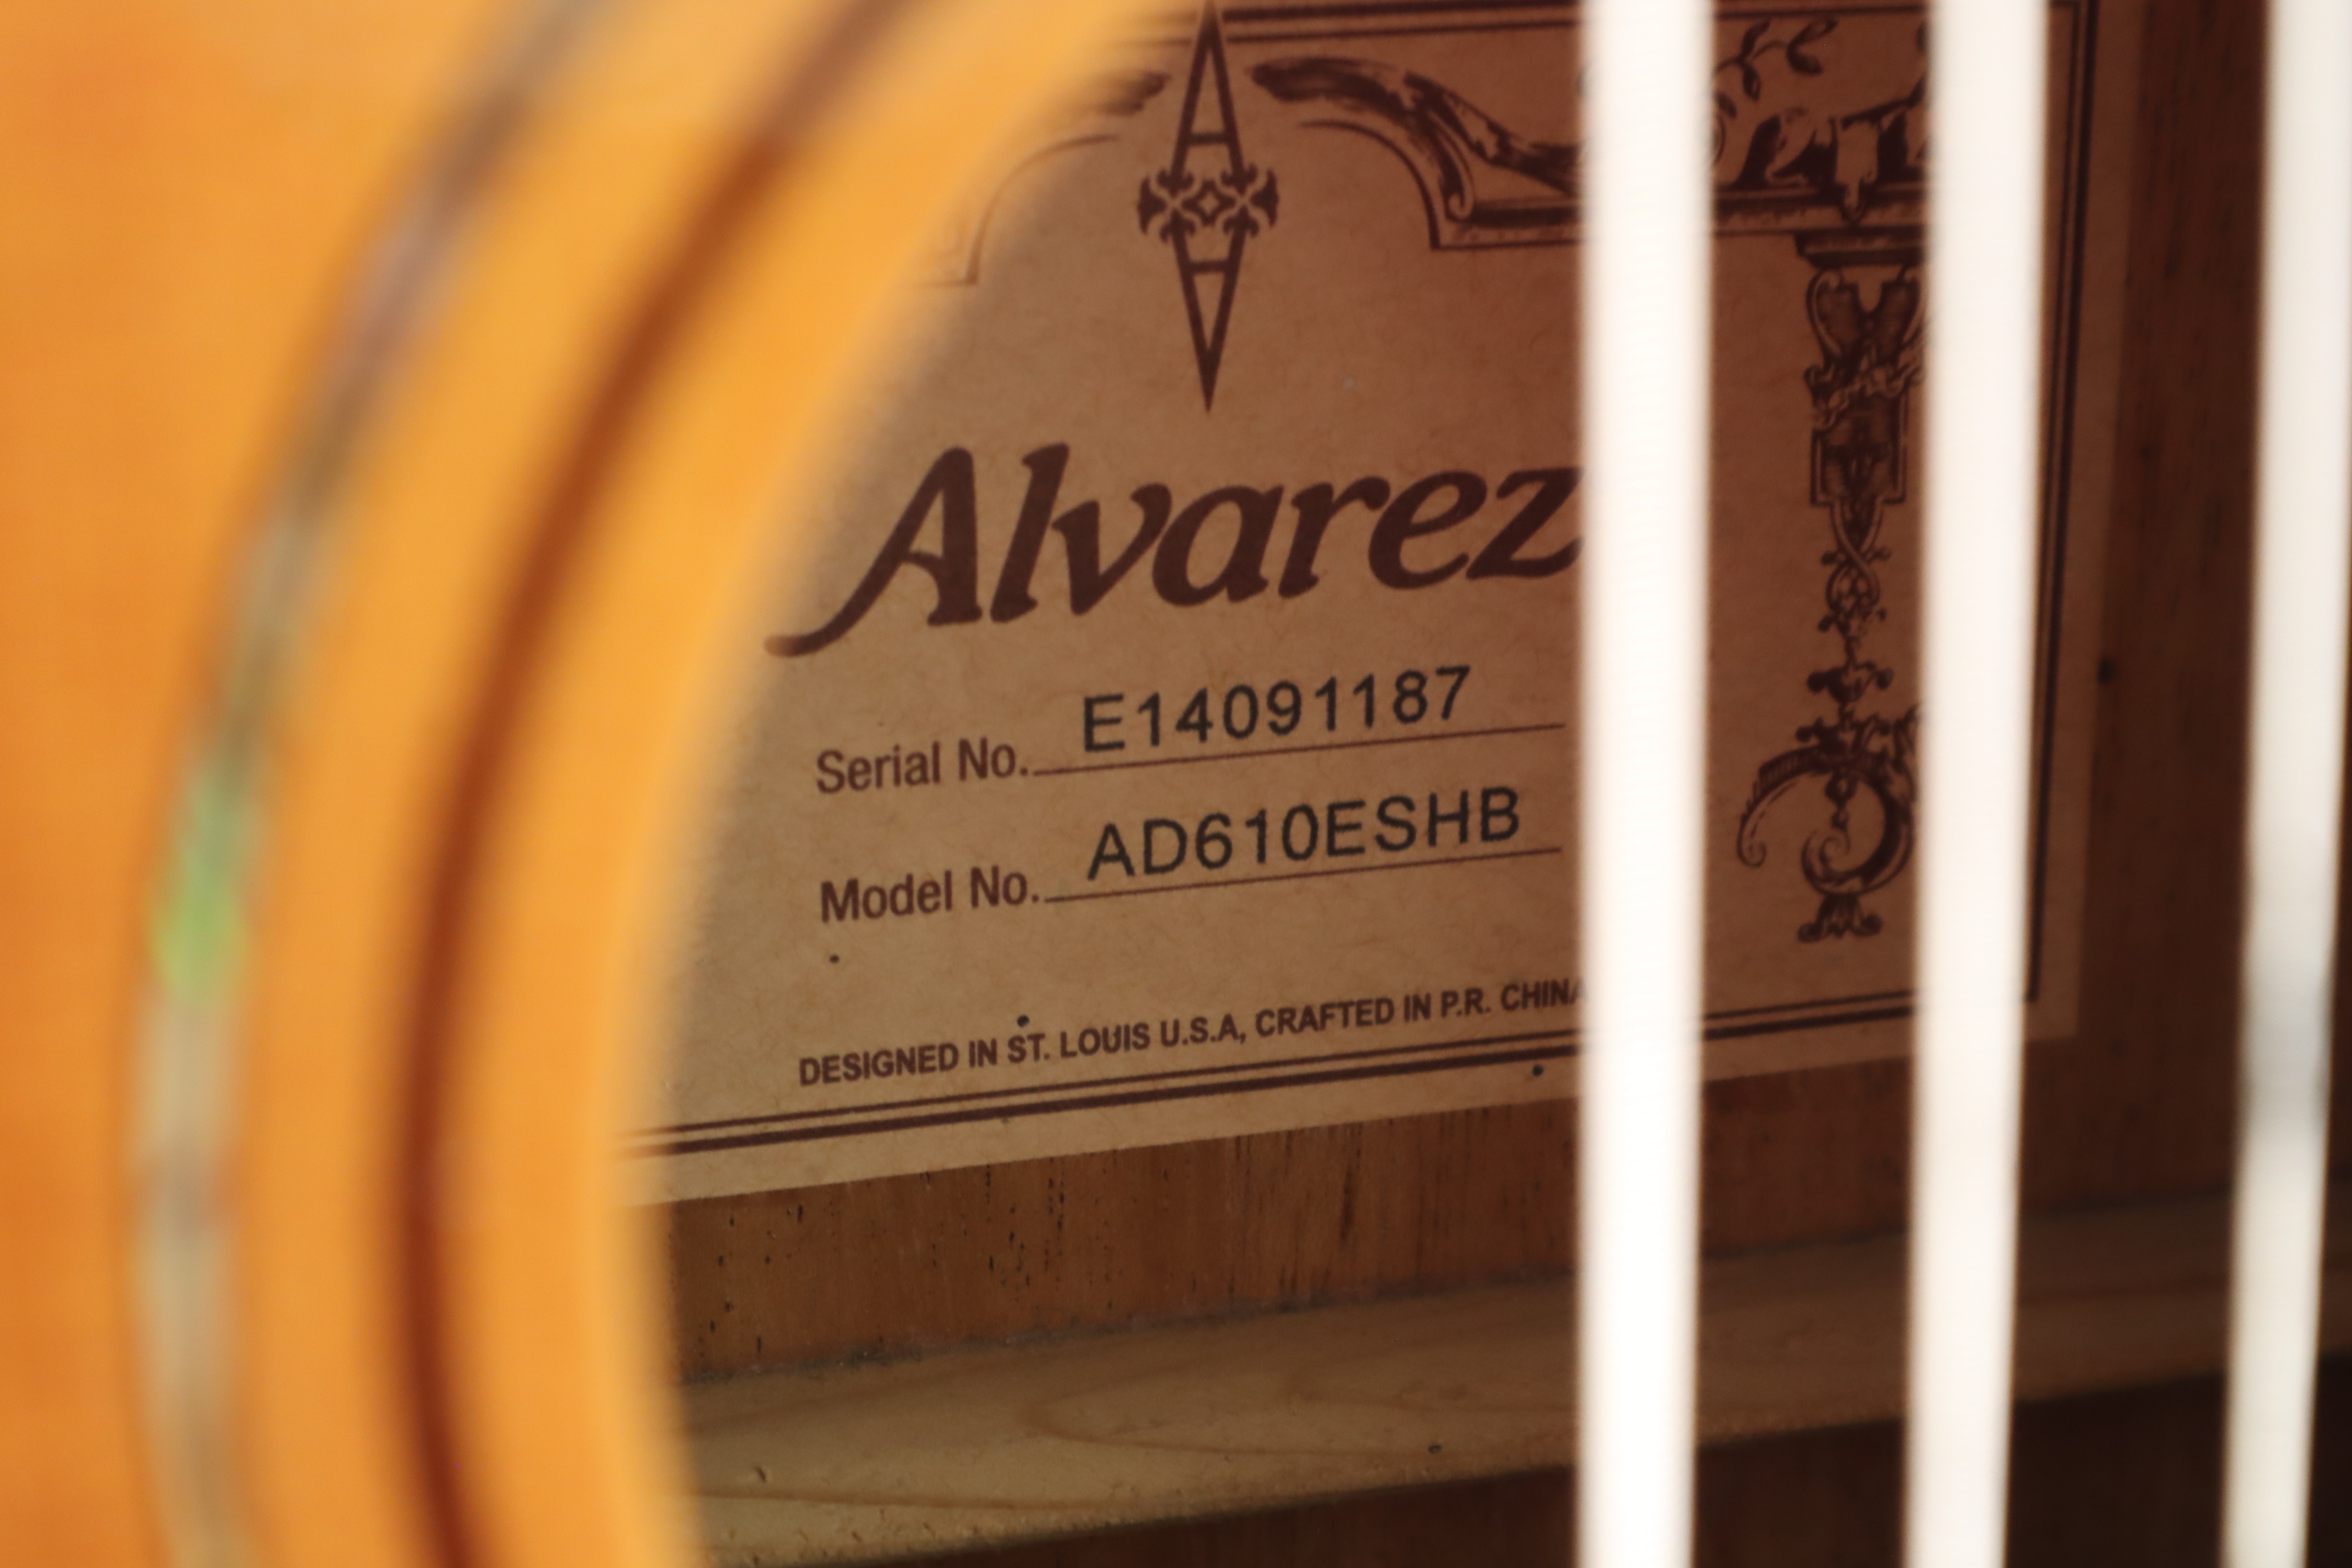 Alvarez
Serial No. E14091187
Model No. AD610ESHB
DESIGNED IN ST. LOUIS U.S.A, CRAFTED IN P.R. CHINA